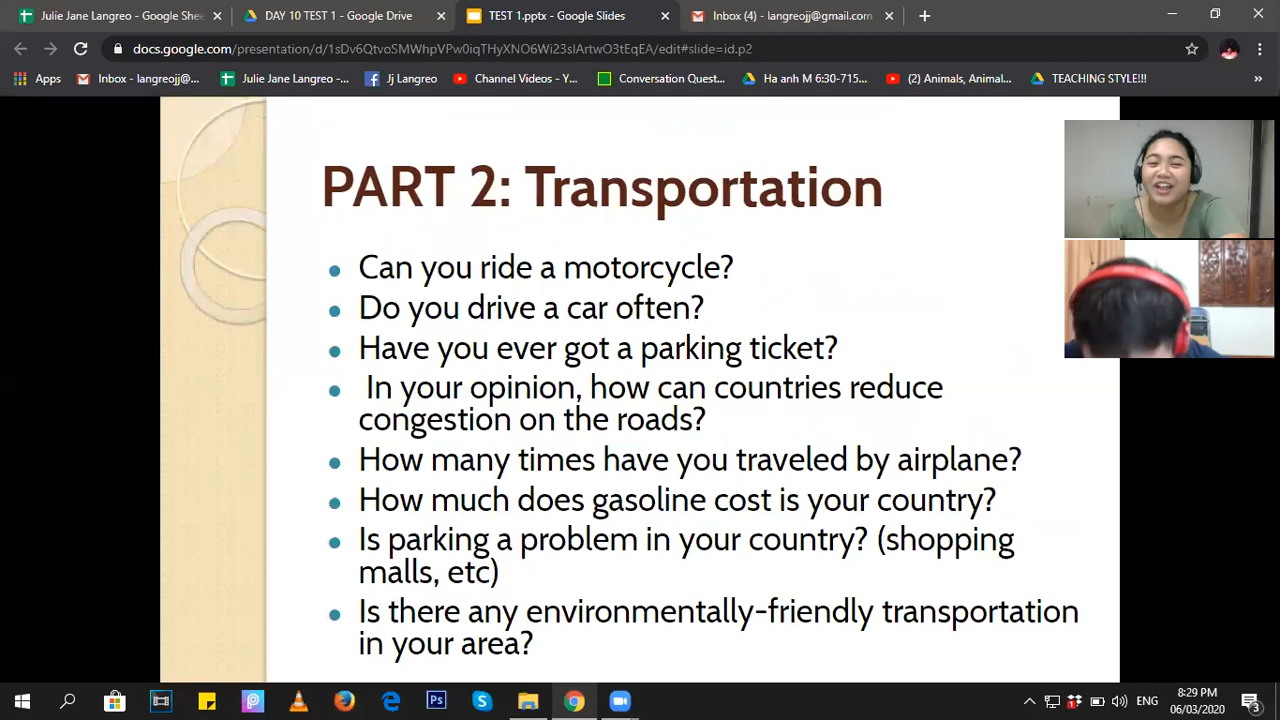 Julie Jane Langreo - Google Shee
DAY 10 TEST 1 - Google Drive
TEST 1.pptx - Google Slides
Inbox (4) - langreojj@gmail.com
docs.google.com/presentation/d/1sDv6QtvoSMWhpVPw0iqTHyXNO6Wi23sIArtwO3tEqEA/edit#slide=id.p2
Apps
Inbox - langreojj@...
Julie Jane Langreo -...
Jj Langreo
Channel Videos - Y...
Conversation Quest...
Ha anh M 6:30-715...
(2) Animals, Animal...
TEACHING STYLE!!!
»
PART 2: Transportation
• Can you ride a motorcycle?
• Do you drive a car often?
• Have you ever got a parking ticket?
• In your opinion, how can countries reduce
congestion on the roads?
• How many times have you traveled by airplane?
• How much does gasoline cost is your country?
• Is parking a problem in your country? (shopping
malls, etc)
• Is there any environmentally-friendly transportation
in your area?
Ps
ENG
8:29 PM
06/03/2020
3